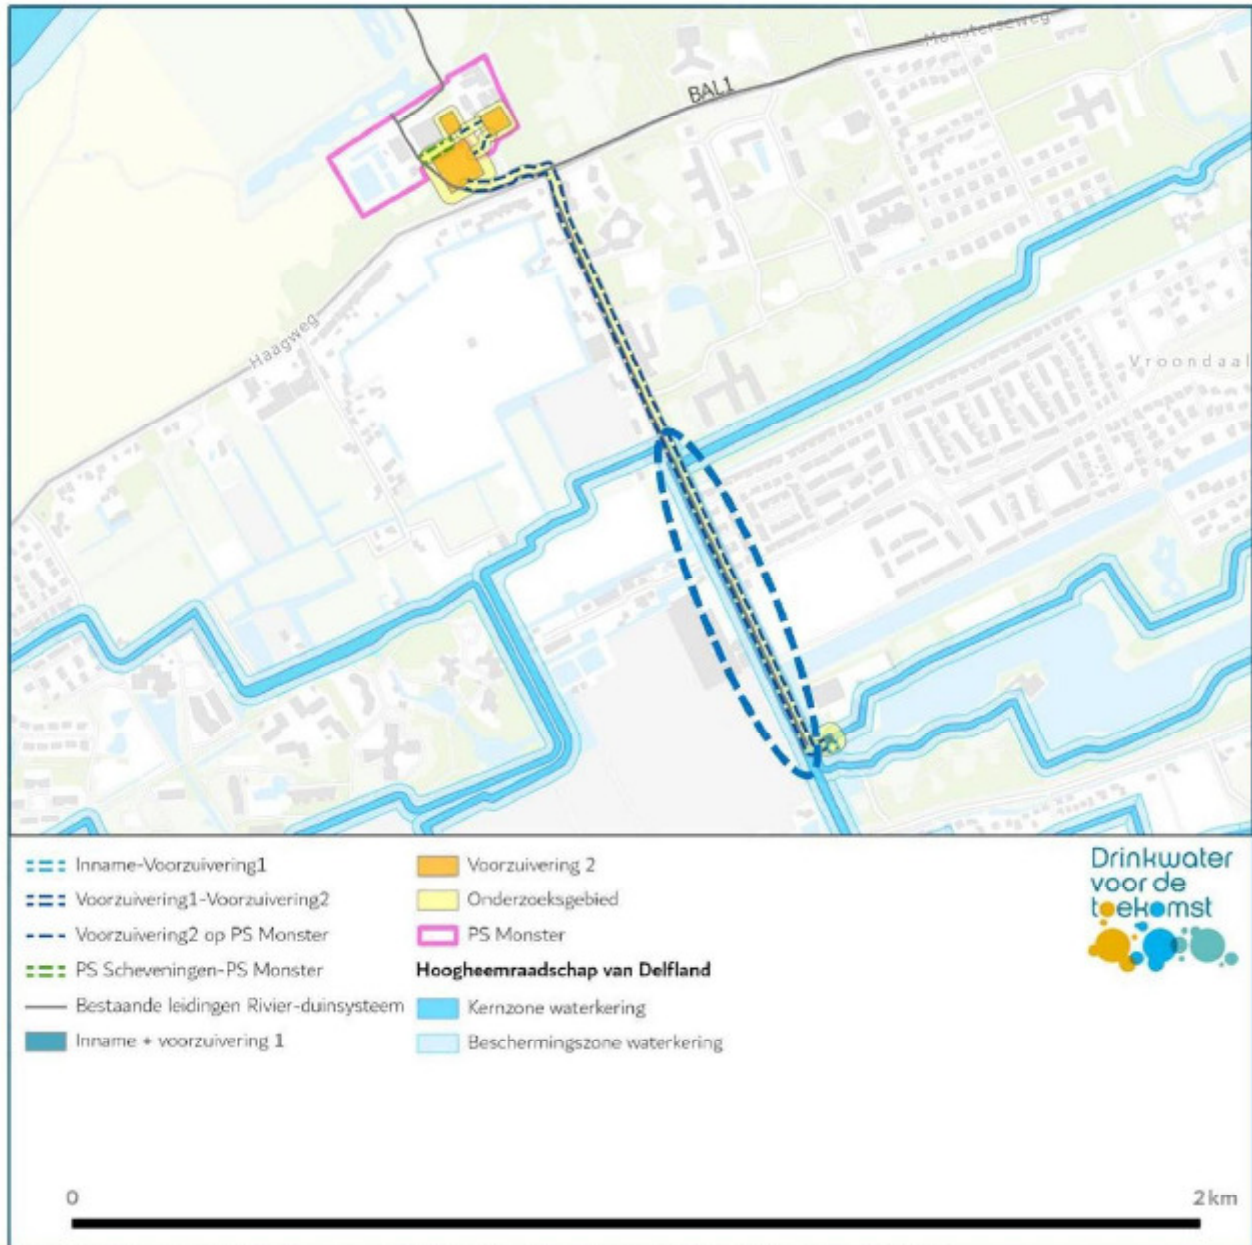 Monsterseweg
BAL1
Haagweg
Vroondaal
Inname-Voorzuivering1
Voorzuivering1-Voorzuivering2
Voorzuivering2 op PS Monster
PS Scheveningen-PS Monster
Bestaande leidingen Rivier-duinsysteem
Inname + voorzuivering 1
Voorzuivering 2
Onderzoeksgebied
PS Monster
Hoogheemraadschap van Delfland
Kernzone waterkering
Beschermingszone waterkering
Drinkwater
voor de
toekomst
0
2 km